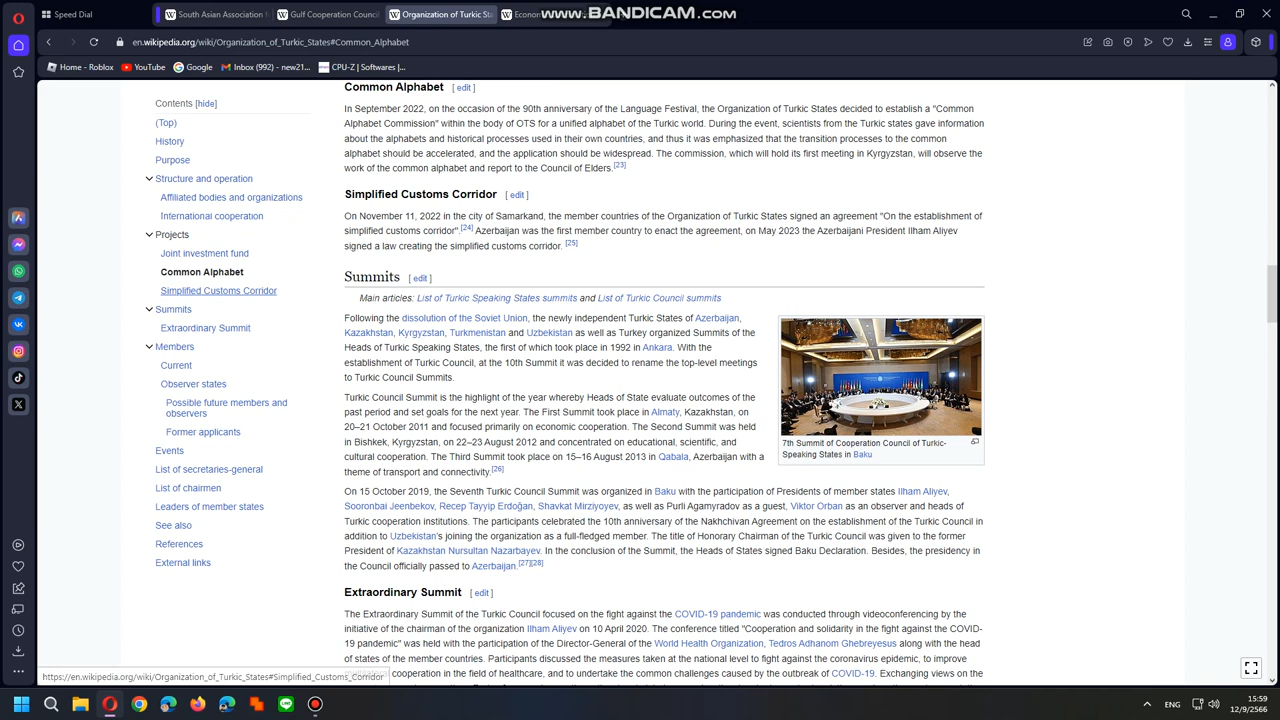 Speed Dial
South Asian Association
Gulf Cooperation Council
Organization of Turkic Sta
Econo
www.BANDICAM.com
en.wikipedia.org/wiki/Organization_of_Turkic_States#Common_Alphabet
Home - Roblox
YouTube
Google
Inbox (992) - new21...
CPU-Z | Softwares |...
Contents [hide]
(Top)
History
Purpose
Structure and operation
Affiliated bodies and organizations
International cooperation
Projects
Joint investment fund
Common Alphabet
Simplified Customs Corridor
Summits
Extraordinary Summit
Members
Current
Observer states
Possible future members and
observers
Former applicants
Events
List of secretaries-general
List of chairmen
Leaders of member states
See also
References
External links
Common Alphabet [ edit ]
In September 2022, on the occasion of the 90th anniversary of the Language Festival, the Organization of Turkic States decided to establish a "Common
Alphabet Commission" within the body of OTS for a unified alphabet of the Turkic world. During the event, scientists from the Turkic states gave information
about the alphabets and historical processes used in their own countries, and thus it was emphasized that the transition processes to the common
alphabet should be accelerated, and the application should be widespread. The commission, which will hold its first meeting in Kyrgyzstan, will observe the
work of the common alphabet and report to the Council of Elders.[23]
Simplified Customs Corridor [ edit ]
On November 11, 2022 in the city of Samarkand, the member countries of the Organization of Turkic States signed an agreement "On the establishment of
simplified customs corridor".[24] Azerbaijan was the first member country to enact the agreement, on May 2023 the Azerbaijani President Ilham Aliyev
signed a law creating the simplified customs corridor. [25]
Summits [ edit ]
Main articles: List of Turkic Speaking States summits and List of Turkic Council summits
Following the dissolution of the Soviet Union, the newly independent Turkic States of Azerbaijan,
Kazakhstan, Kyrgyzstan, Turkmenistan and Uzbekistan as well as Turkey organized Summits of the
Heads of Turkic Speaking States, the first of which took place in 1992 in Ankara. With the
establishment of Turkic Council, at the 10th Summit it was decided to rename the top-level meetings
to Turkic Council Summits.
Turkic Council Summit is the highlight of the year whereby Heads of State evaluate outcomes of the
past period and set goals for the next year. The First Summit took place in Almaty, Kazakhstan, on
20–21 October 2011 and focused primarily on economic cooperation. The Second Summit was held
in Bishkek, Kyrgyzstan, on 22–23 August 2012 and concentrated on educational, scientific, and
cultural cooperation. The Third Summit took place on 15–16 August 2013 in Qabala, Azerbaijan with a
theme of transport and connectivity.[26]
7th Summit of Cooperation Council of Turkic-
Speaking States in Baku
On 15 October 2019, the Seventh Turkic Council Summit was organized in Baku with the participation of Presidents of member states Ilham Aliyev,
Sooronbai Jeenbekov, Recep Tayyip Erdoğan, Shavkat Mirziyoyev, as well as Purli Agamyradov as a guest, Viktor Orban as an observer and heads of
Turkic cooperation institutions. The participants celebrated the 10th anniversary of the Nakhchivan Agreement on the establishment of the Turkic Council in
addition to Uzbekistan's joining the organization as a full-fledged member. The title of Honorary Chairman of the Turkic Council was given to the former
President of Kazakhstan Nursultan Nazarbayev. In the conclusion of the Summit, the Heads of States signed Baku Declaration. Besides, the presidency in
the Council officially passed to Azerbaijan.[27][28]
Extraordinary Summit [ edit ]
The Extraordinary Summit of the Turkic Council focused on the fight against the COVID-19 pandemic was conducted through videoconferencing by the
initiative of the chairman of the organization Ilham Aliyev on 10 April 2020. The conference titled "Cooperation and solidarity in the fight against the COVID-
19 pandemic" was held with the participation of the Director-General of the World Health Organization, Tedros Adhanom Ghebreyesus along with the head
of states of the member countries. Participants discussed the measures taken at the national level to fight against the coronavirus epidemic, to improve
cooperation in the field of healthcare, and to undertake the common challenges caused by the outbreak of COVID-19. Exchanging views on the
https://en.wikipedia.org/wiki/Organization_of_Turkic_States#Simplified_Customs_Corridor
ENG
15:59
12/9/2566